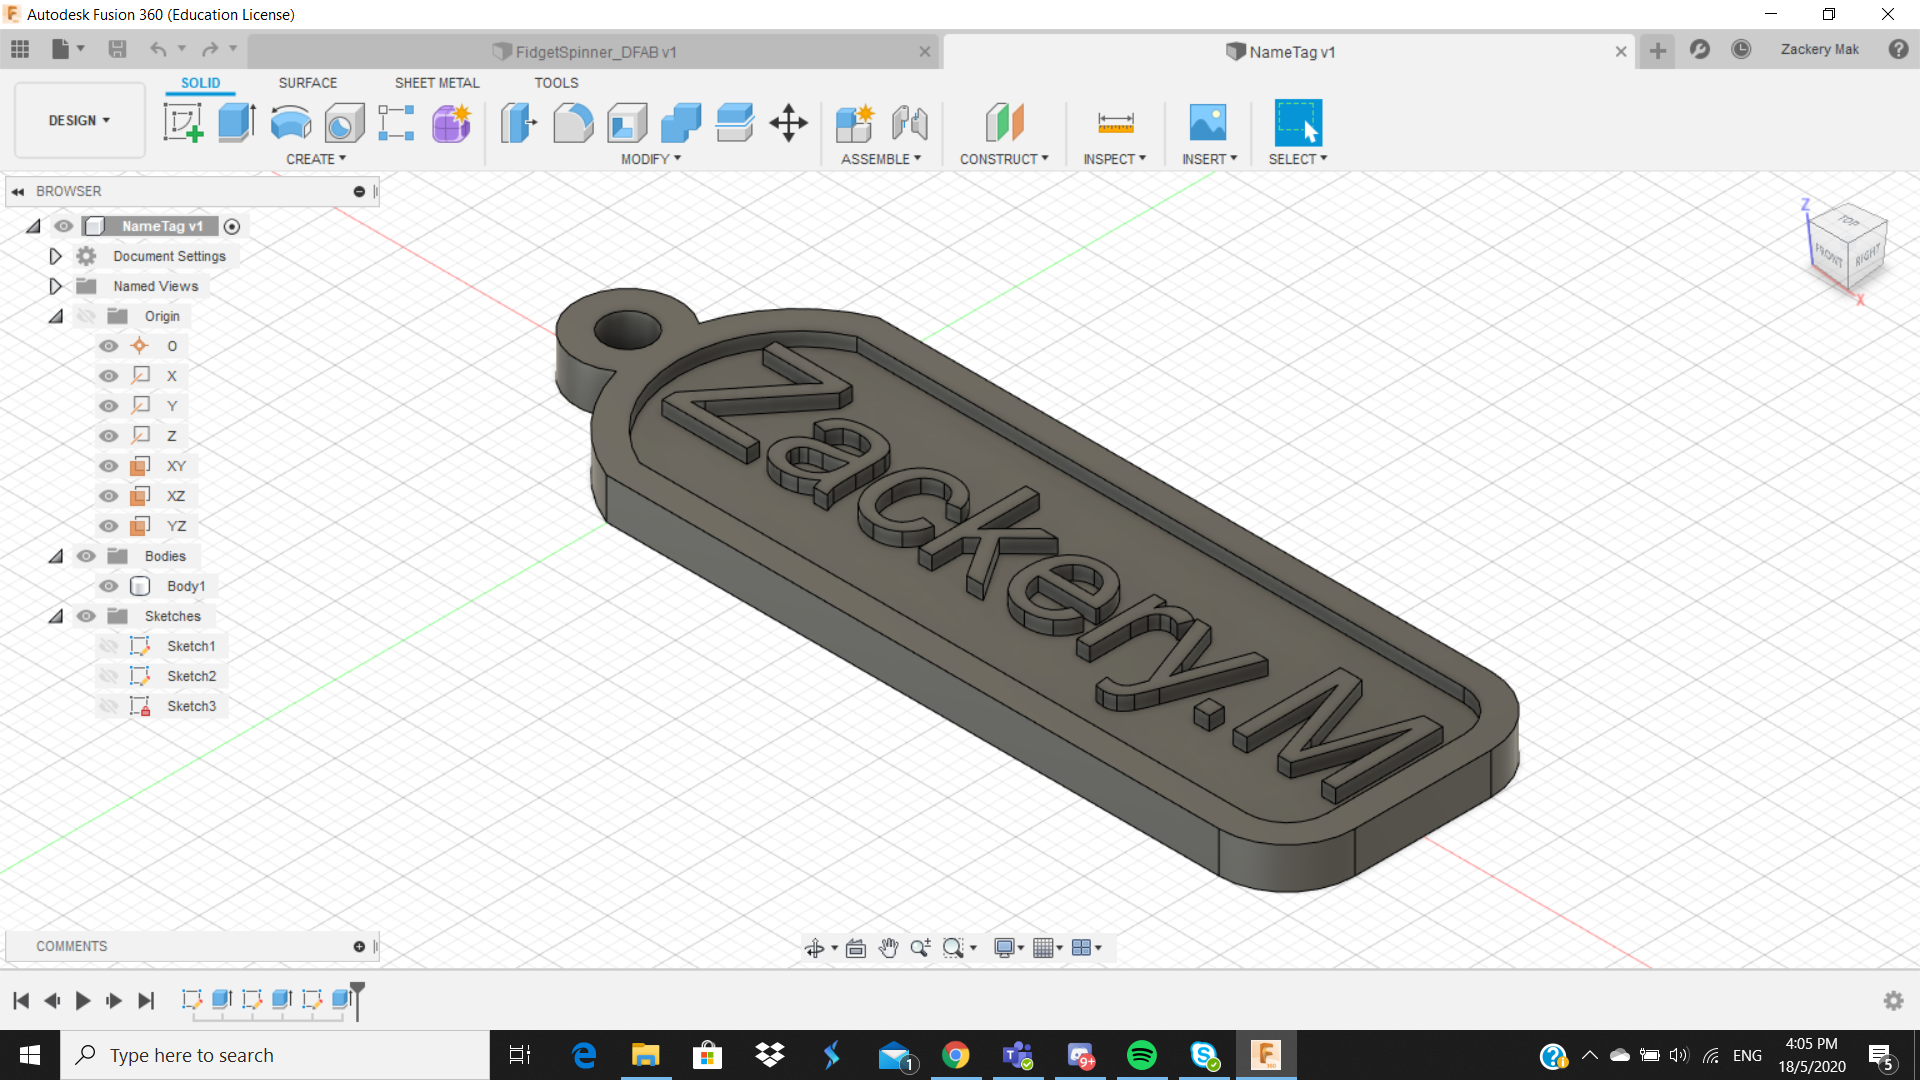 Autodesk Fusion 360 (Education License)
FidgetSpinner_DFAB v1
NameTag v1
Zackery Mak
DESIGN
SOLID
SURFACE
SHEET METAL
TOOLS
CREATE
MODIFY
ASSEMBLE
CONSTRUCT
INSPECT
INSERT
SELECT
BROWSER
NameTag v1
Document Settings
Named Views
Origin
O
X
Y
Z
XY
XZ
YZ
Bodies
Body1
Sketches
Sketch1
Sketch2
Sketch3
Z
TOP
FRONT
RIGHT
X
Zackery.M
COMMENTS
Type here to search
1
9+
ENG
4:05 PM
18/5/2020
5